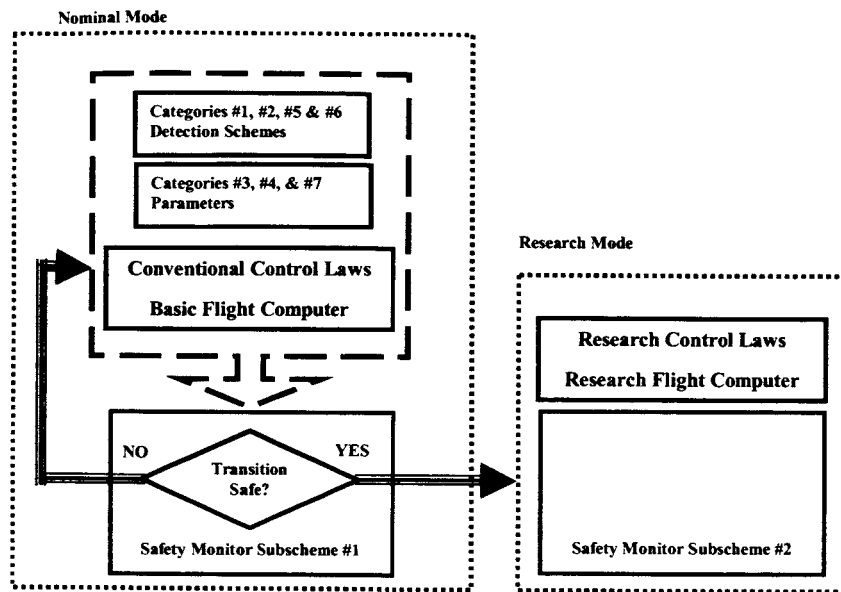 Nominal Mode
Categories #1, #2, #5 & #6
Detection Schemes
Categories #3, #4, & #7
Parameters
Conventional Control Laws
Basic Flight Computer
NO
YES
Transition
Safe?
Safety Monitor Subscheme #1
Research Mode
Research Control Laws
Research Flight Computer
Safety Monitor Subscheme #2